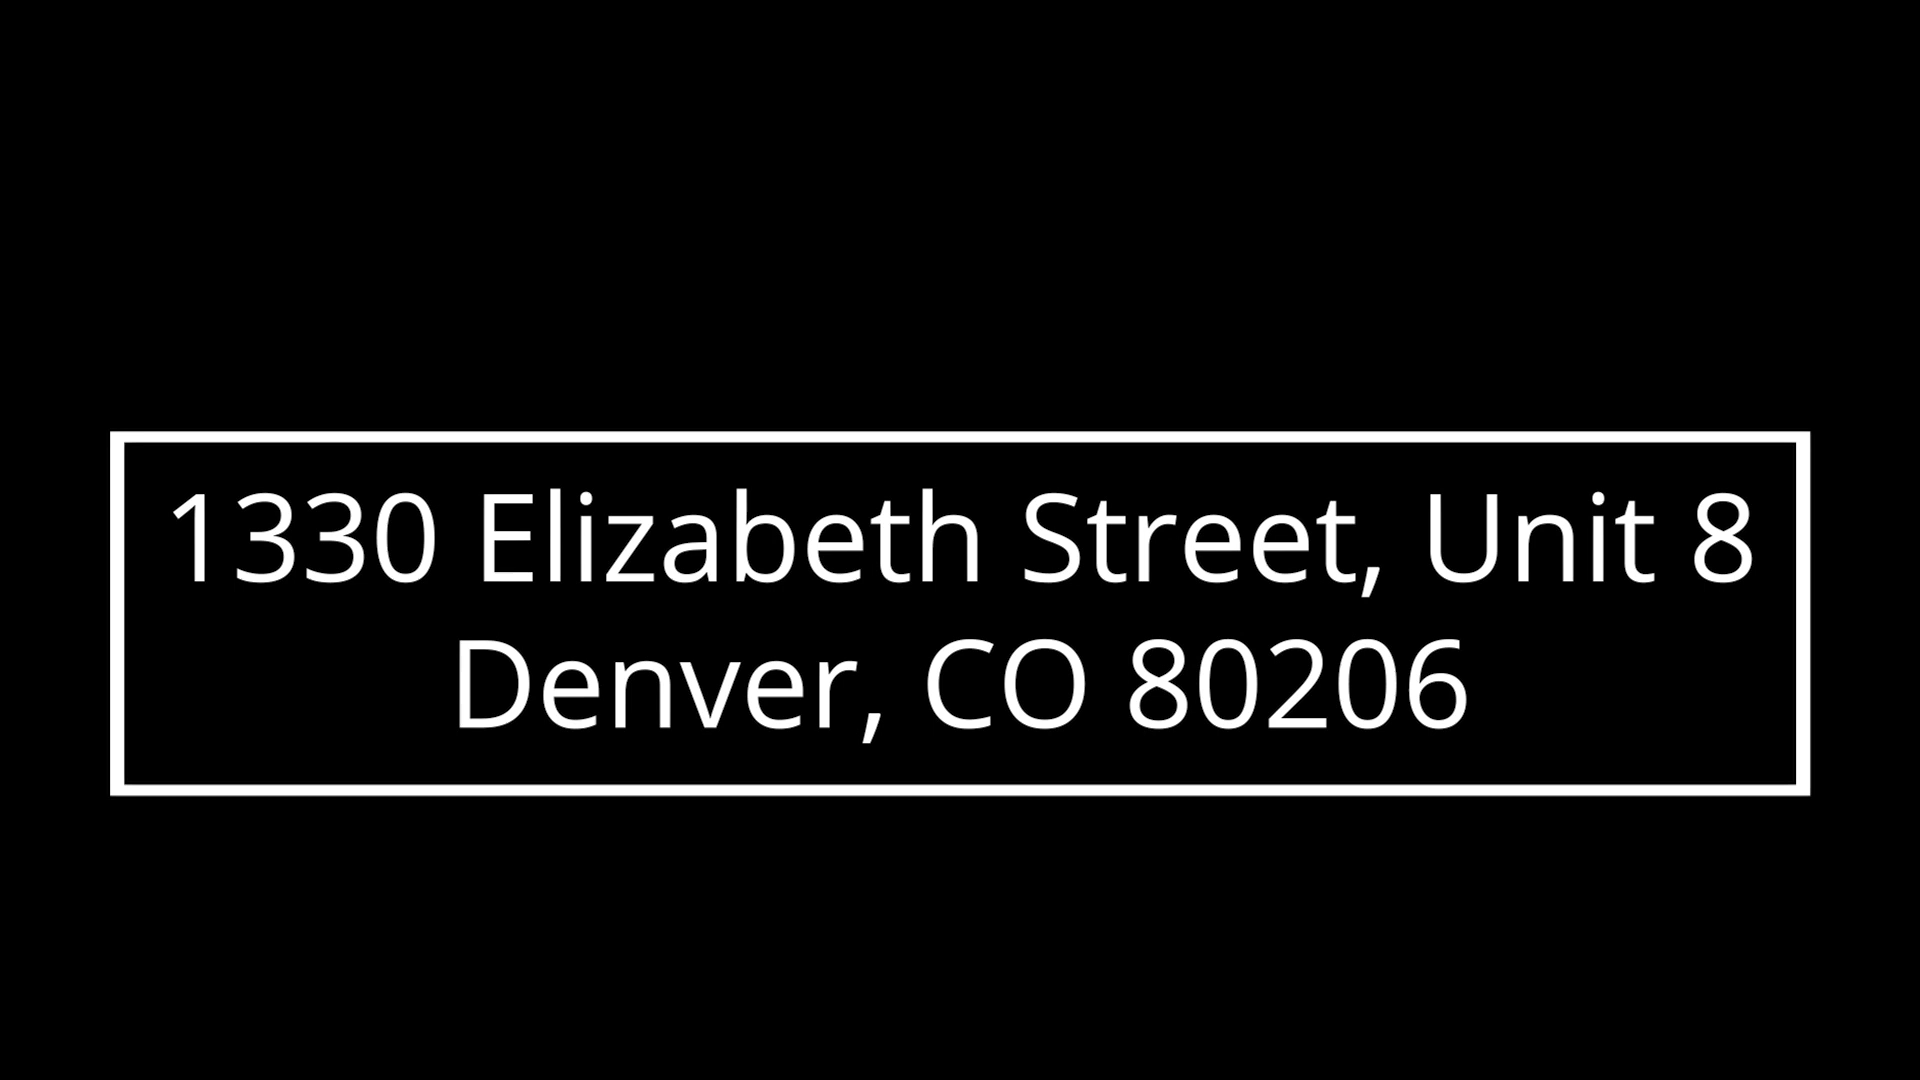 1330 Elizabeth Street, Unit 8
Denver, CO 80206